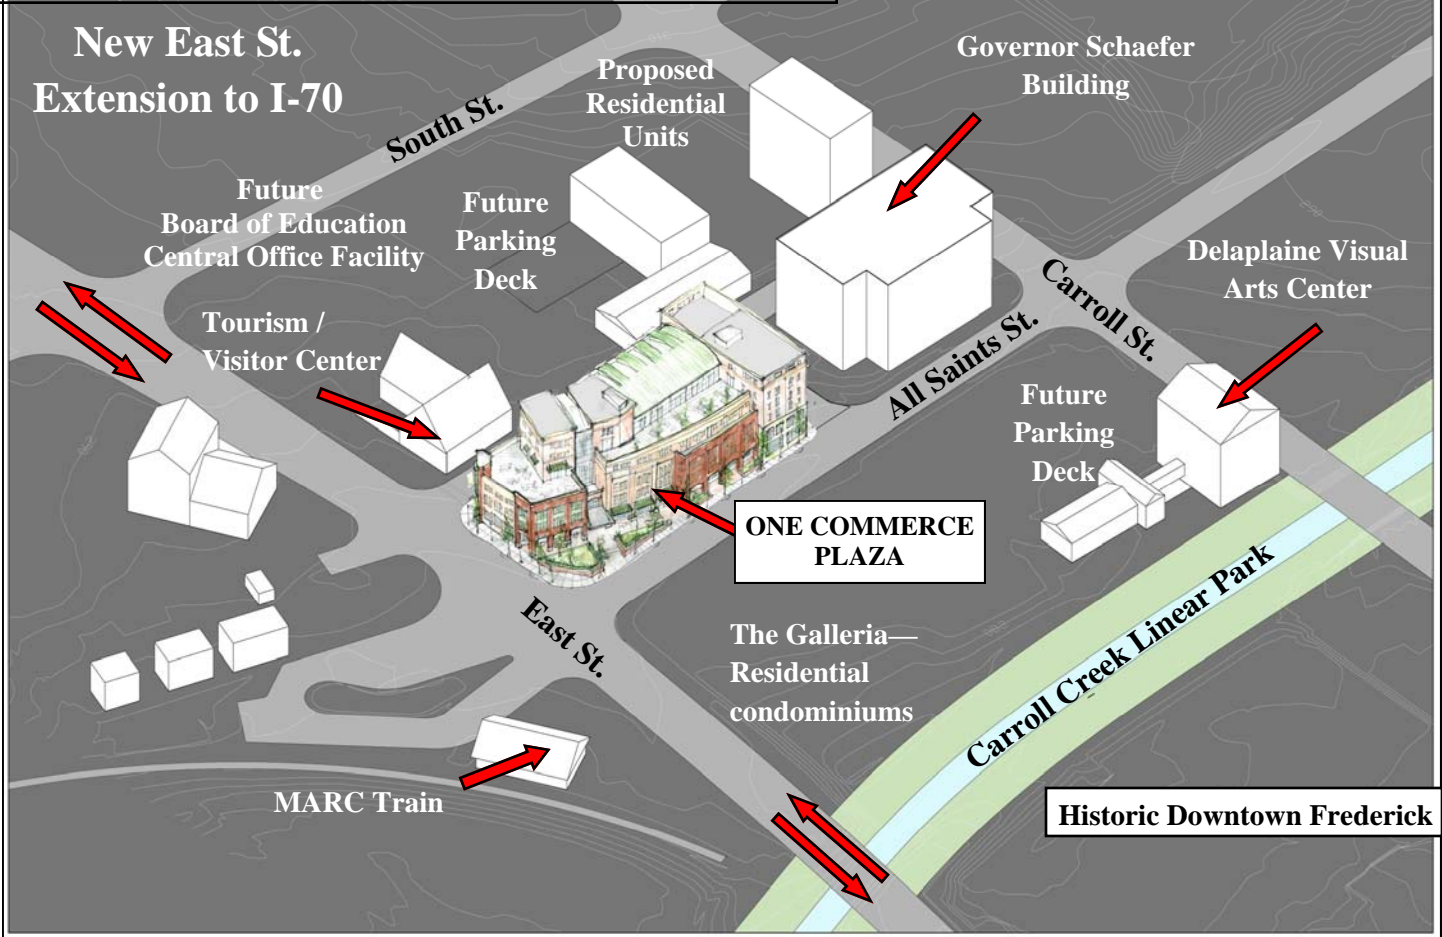 New East St.
Extension to I-70
South St.
Proposed
Residential
Units
Governor Schaefer
Building
Future
Board of Education
Central Office Facility
Future
Parking
Deck
Tourism /
Visitor Center
Carroll St.
Delaplaine Visual
Arts Center
All Saints St.
Future
Parking
Deck
ONE COMMERCE
PLAZA
East St.
The Galleria—
Residential
condominiums
Carroll Creek Linear Park
MARC Train
Historic Downtown Frederick